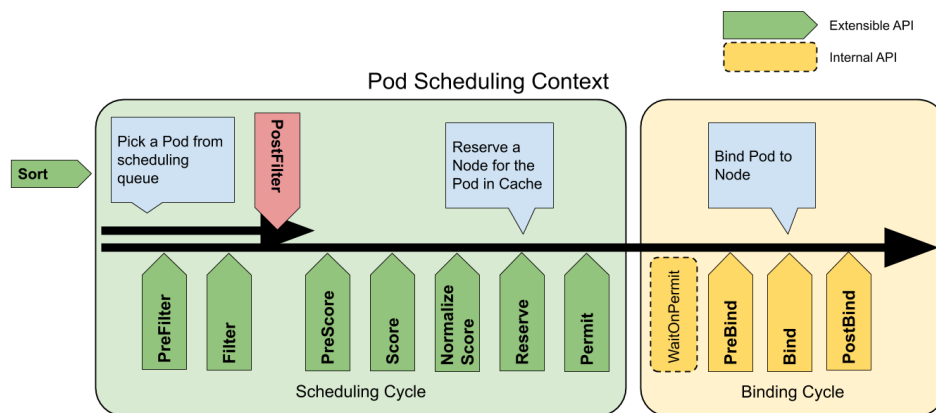 Extensible API
Internal API
Pod Scheduling Context
Sort
Pick a Pod from
scheduling
queue
PostFilter
Reserve a
Node for the
Pod in Cache
Bind Pod to
Node
PreFilter
Filter
PreScore
Score
Normalize
Score
Reserve
Permit
WaitOnPermit
PreBind
Bind
PostBind
Scheduling Cycle
Binding Cycle